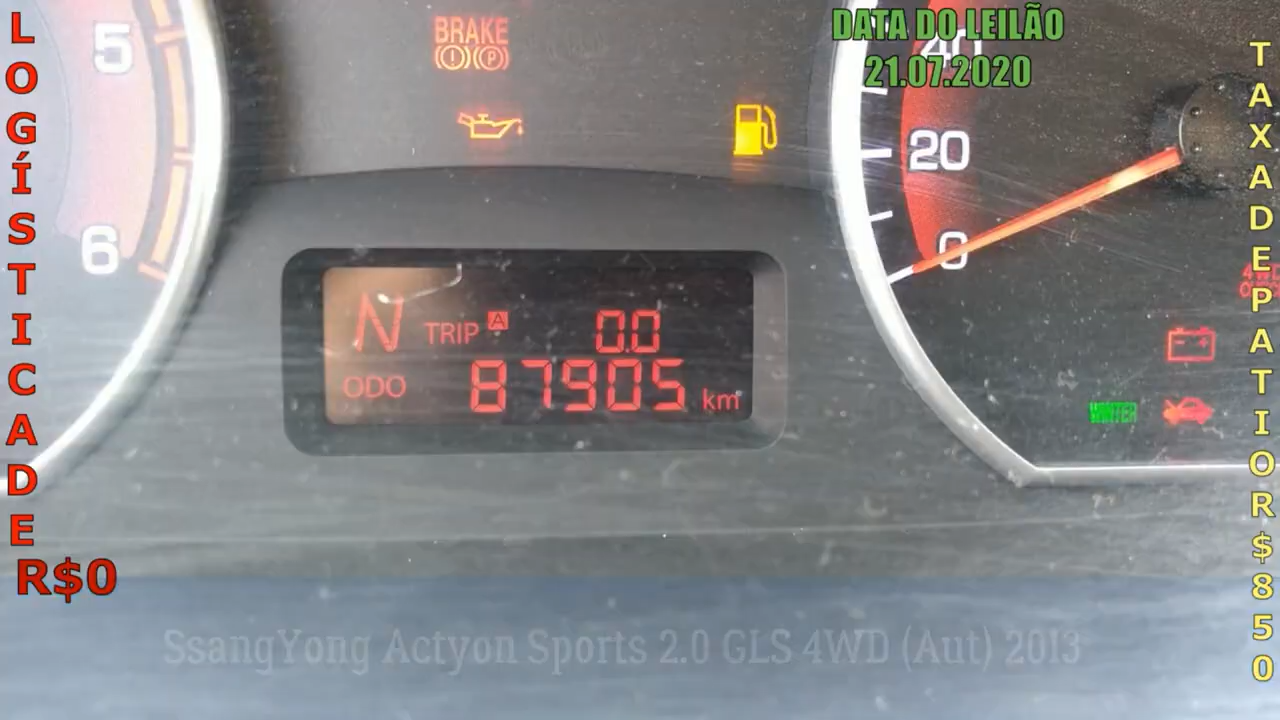 LOGÍSTICA DE
R$0
DATA DO LEILÃO
21.07.2020
TAXA DE PATIO R$850
5
6
BRAKE
(!) (P)
40
20
0
N TRIP A 0.0
ODO 87905 km
4WD
WINTER
SsangYong Actyon Sports 2.0 GLS 4WD (Aut) 2013